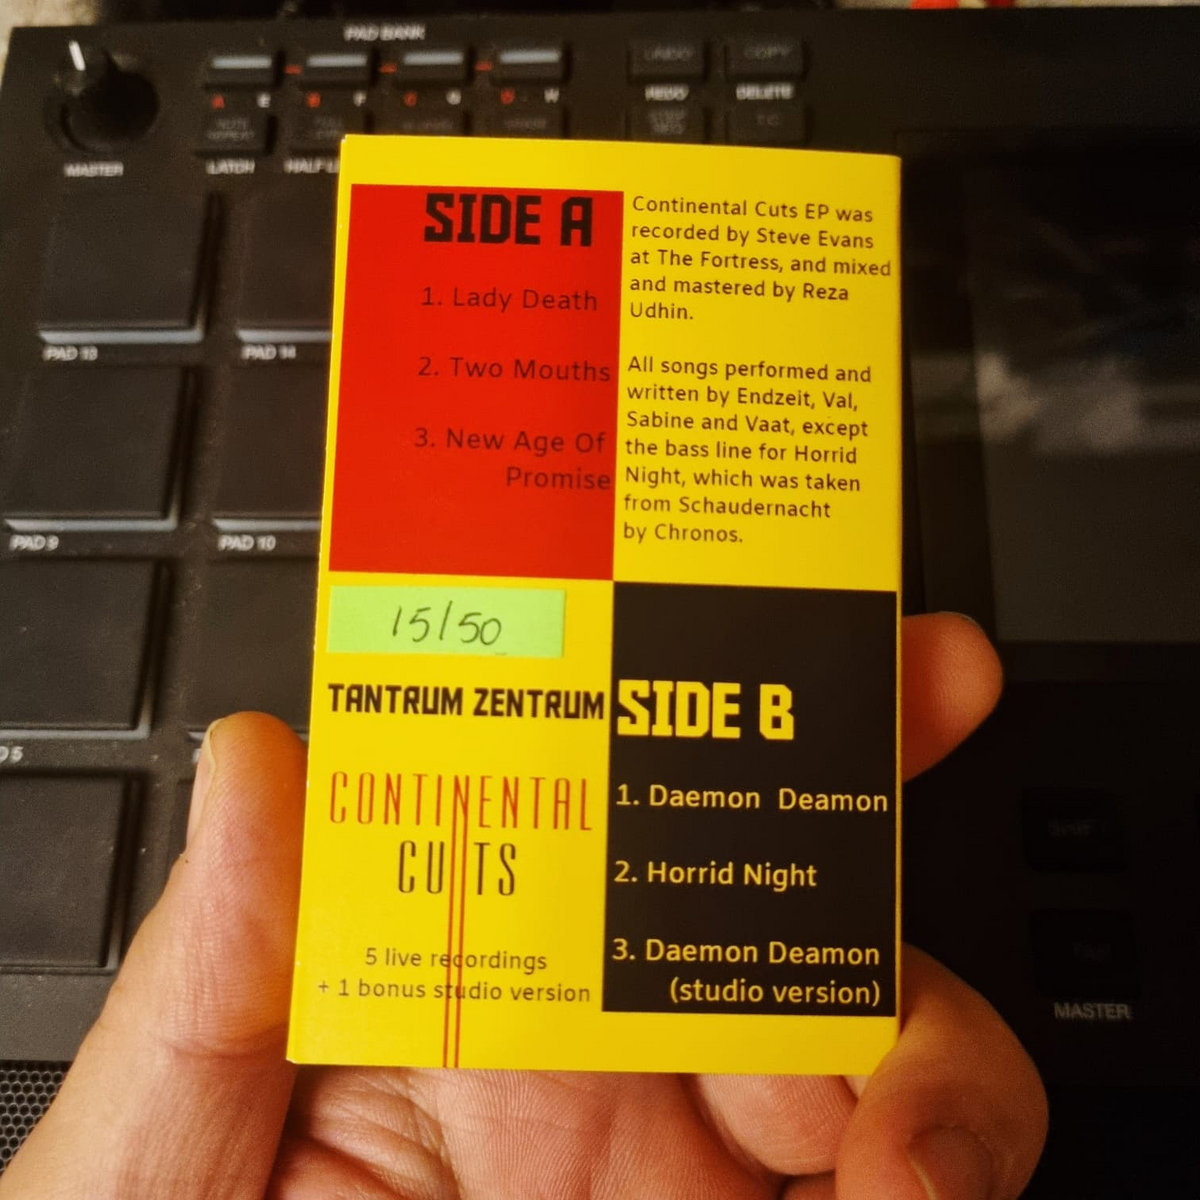 PAD BANK
UNDO
COPY
A
E
B
F
C
G
D
REDO
DELETE
MASTER
LATCH
PAD 13
PAD 14
PAD 9
PAD 10
SIDE A
1. Lady Death
2. Two Mouths
3. New Age Of
Promise
Continental Cuts EP was
recorded by Steve Evans
at The Fortress, and mixed
and mastered by Reza
Udhin.
All songs performed and
written by Endzeit, Val,
Sabine and Vaat, except
the bass line for Horrid
Night, which was taken
from Schaudernacht
by Chronos.
15/50
TANTRUM ZENTRUM
CONTINENTAL
CUTS
5 live recordings
+ 1 bonus studio version
SIDE B
1. Daemon Deamon
2. Horrid Night
3. Daemon Deamon
(studio version)
MASTER